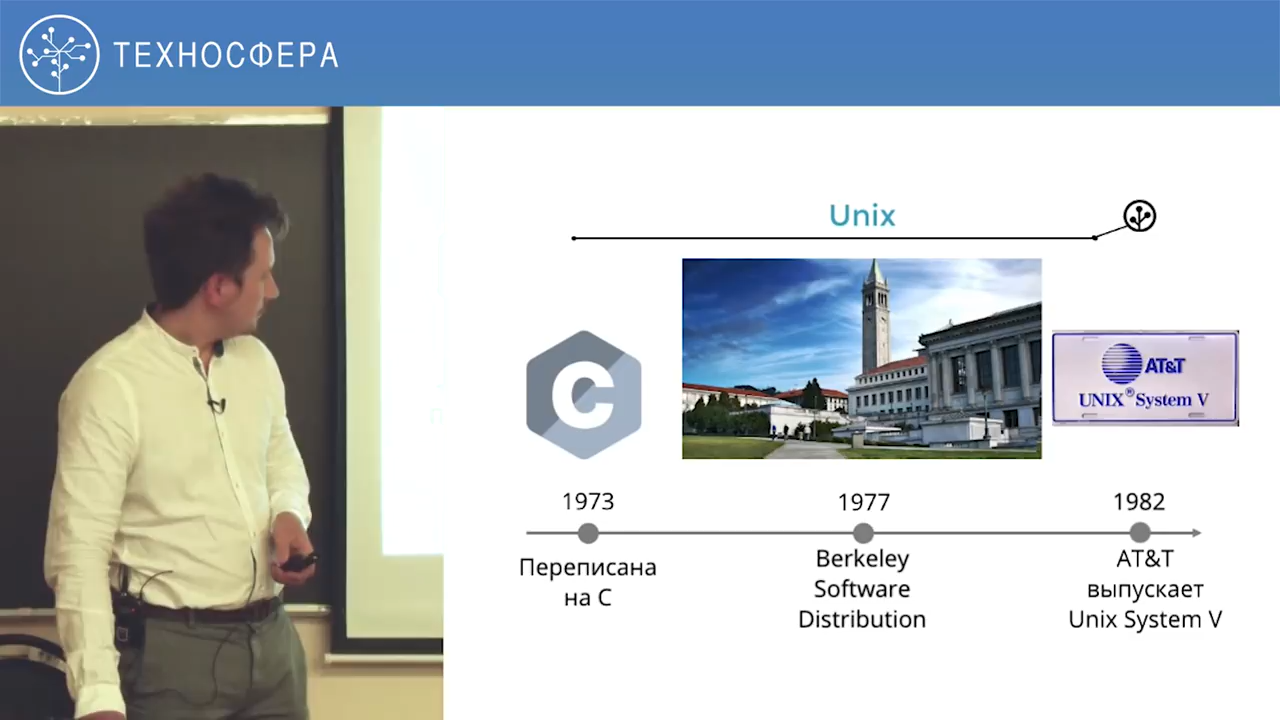 ТЕХНОСФЕРА
Unix
C
AT&T
UNIX® System V
1973
1977
1982
Переписана
на C
Berkeley
Software
Distribution
AT&T
выпускает
Unix System V